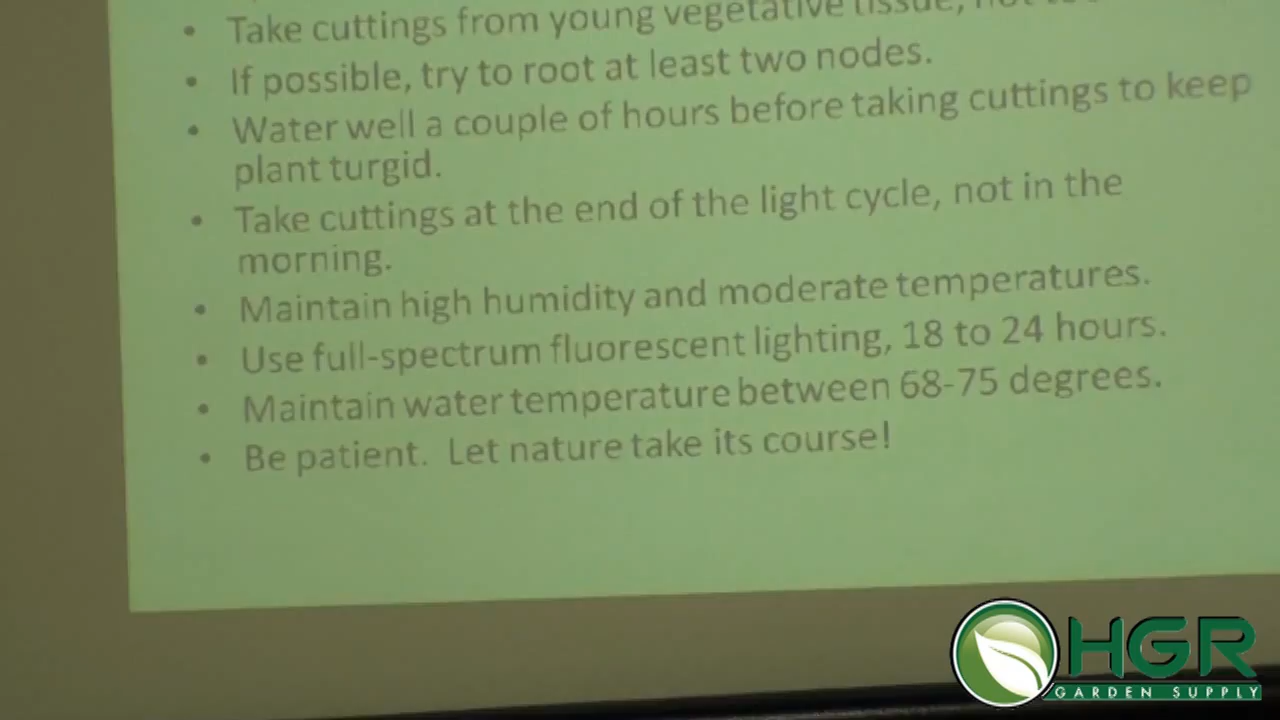 • Take cuttings from young vegetative tissue, not
• If possible, try to root at least two nodes.
• Water well a couple of hours before taking cuttings to keep
plant turgid.
• Take cuttings at the end of the light cycle, not in the
morning.
• Maintain high humidity and moderate temperatures.
• Use full-spectrum fluorescent lighting, 18 to 24 hours.
• Maintain water temperature between 68-75 degrees.
• Be patient. Let nature take its course!
HGR
GARDEN SUPPLY